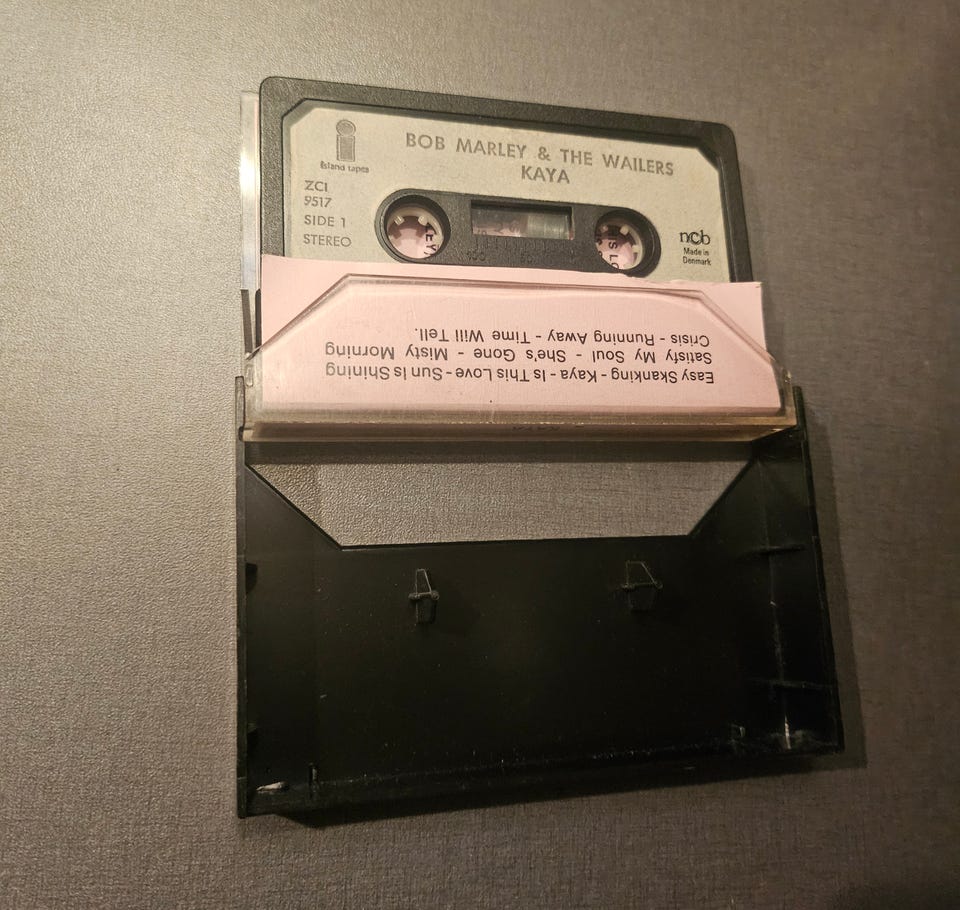 Island tapes
BOB MARLEY & THE WAILERS
KAYA
ZCI
9517
SIDE 1
STEREO
ncb
Made in
Denmark
Easy Skanking - Kaya - Is This Love - Sun Is Shining
Satisfy My Soul - She's Gone - Misty Morning
Crisis - Running Away - Time Will Tell.